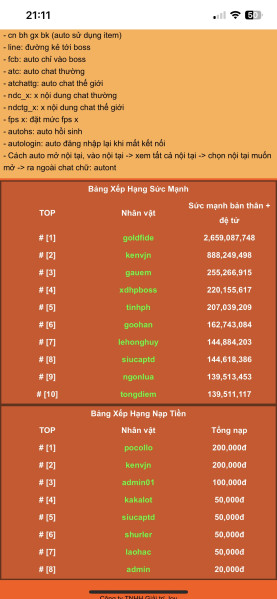 21:11
59
- cn bh gx bk (auto sử dụng item)
- line: đường kẻ tới boss
- fcb: auto chỉ vào boss
- atc: auto chat thường
- atchattg: auto chat thế giới
- ndc_x: x nội dung chat thường
- ndctg_x: x nội dung chat thế giới
- fps x: đặt mức fps x
- autohs: auto hồi sinh
- autologin: auto đăng nhập lại khi mất kết nối
- Cách auto mở nội tại, vào nội tại -> xem tất cả nội tại -> chọn nội tại muốn
mở -> ra ngoài chat chữ: autont
Bảng Xếp Hạng Sức Mạnh
TOP Nhân vật Sức mạnh bản thân + đệ tử
# [1] goldfide 2,659,087,748
# [2] kenvjn 888,249,498
# [3] gauem 255,266,915
# [4] xdhpboss 220,155,617
# [5] tinhph 207,039,209
# [6] goohan 162,743,084
# [7] lehonghuy 144,884,203
# [8] siucaptd 144,618,386
# [9] ngonlua 139,513,453
# [10] tongdiem 139,511,117
Bảng Xếp Hạng Nạp Tiền
TOP Nhân vật Tổng nạp
# [1] pocollo 200,000đ
# [2] kenvjn 200,000đ
# [3] admin01 100,000đ
# [4] kakalot 50,000đ
# [5] siucaptd 50,000đ
# [6] shurler 50,000đ
# [7] laohac 50,000đ
# [8] admin 20,000đ